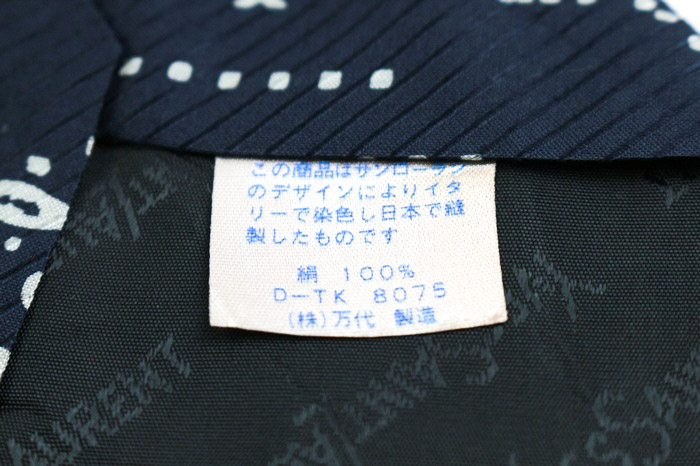 この商品はサンローラン
のデザインによりイタ
リーで染色し日本で縫
製したものです
絹 100%
D-TK 8075
(株)万代 製造
SAINT
LAURENT